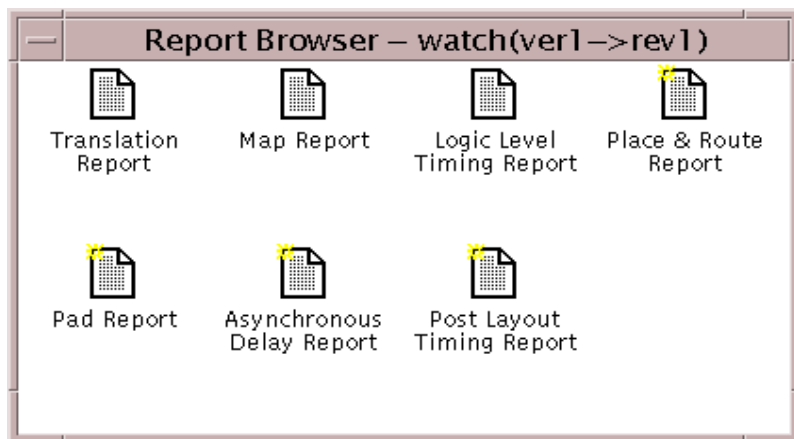 Report Browser – watch(ver1–>rev1)
Translation Report
Map Report
Logic Level Timing Report
Place & Route Report
Pad Report
Asynchronous Delay Report
Post Layout Timing Report